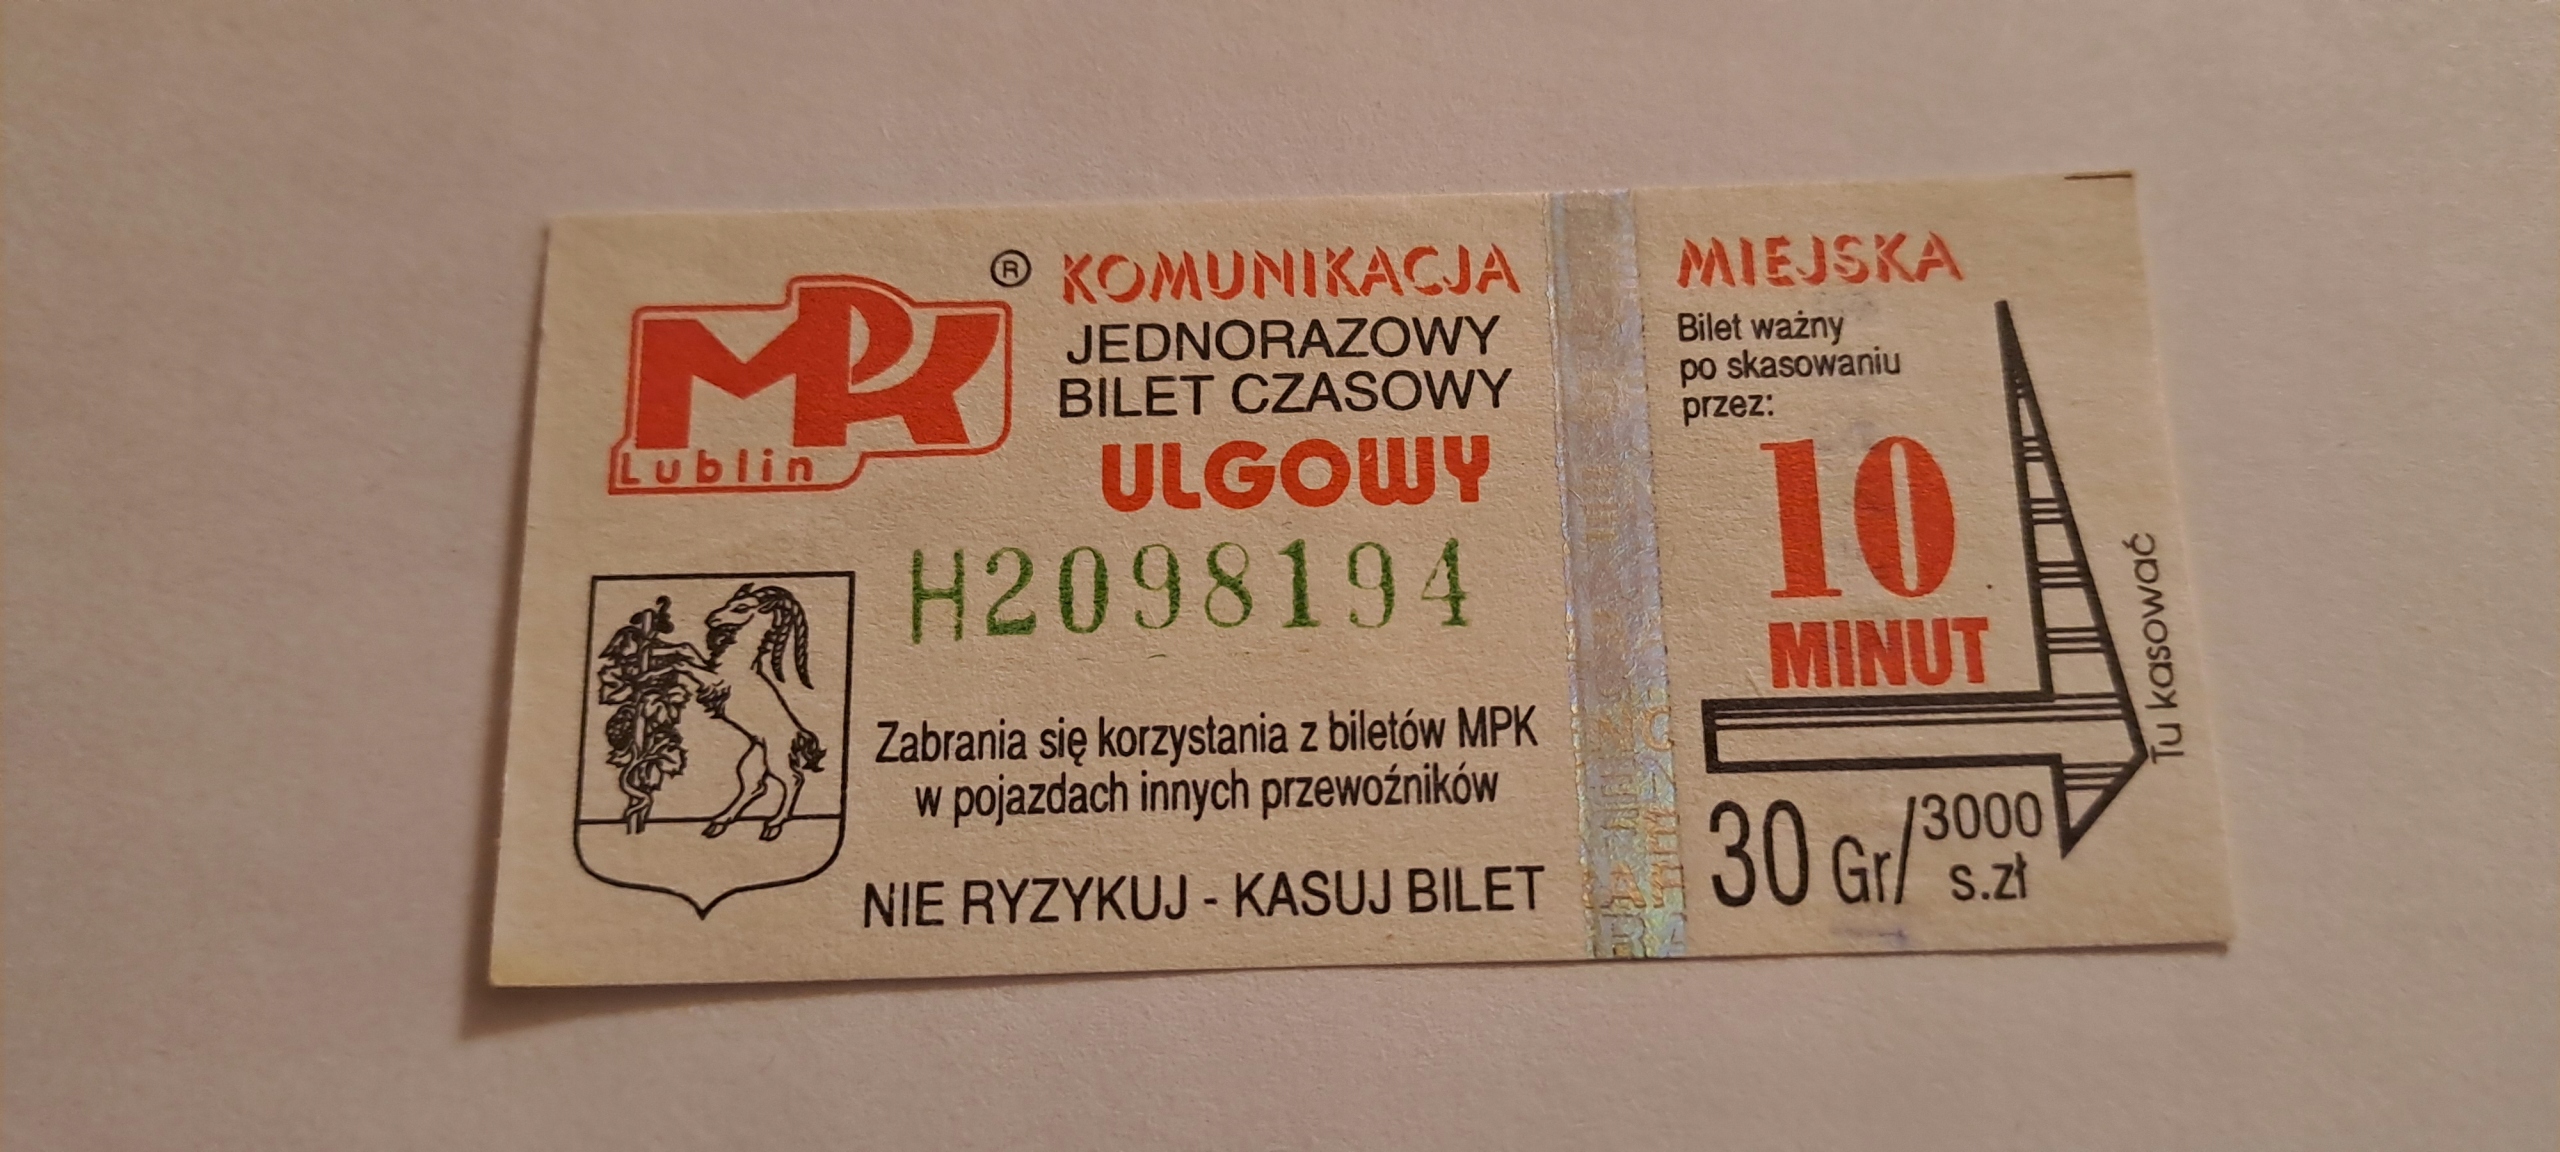 MPK
Lublin
®
KOMUNIKACJA
JEDNORAZOWY
BILET CZASOWY
ULGOWY
H2098194
Zabrania się korzystania z biletów MPK
w pojazdach innych przewoźników
NIE RYZYKUJ - KASUJ BILET
MIEJSKA
Bilet ważny
po skasowaniu
przez:
10
MINUT
30 Gr/3000
s.zł
Tu kasować